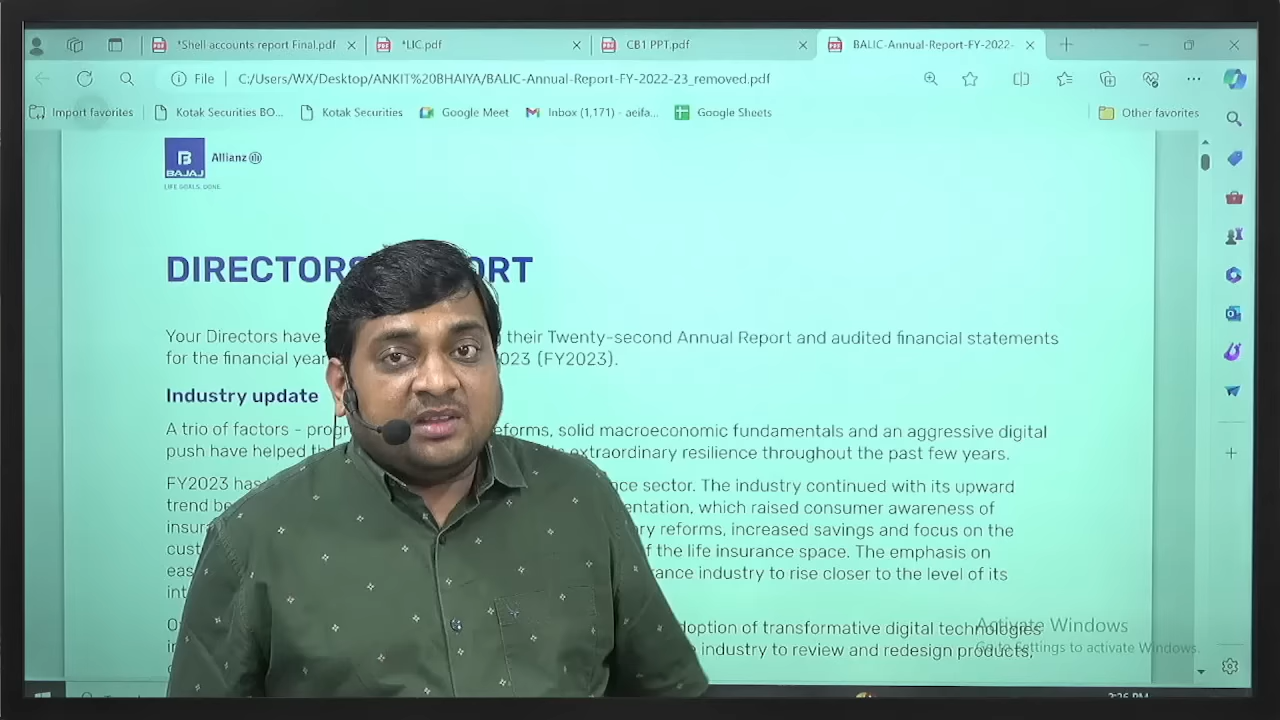 *Shell accounts report Final.pdf
*LIC.pdf
CB1 PPT.pdf
BALIC-Annual-Report-FY-2022-
File
C:/Users/WX/Desktop/ANKIT%20BHAIYA/BALIC-Annual-Report-FY-2022-23_removed.pdf
Import favorites
Kotak Securities BO...
Kotak Securities
Google Meet
Inbox (1,171) - aeifa...
Google Sheets
Other favorites
B
BAJAJ
Allianz
LIFE GOALS. DONE.
DIRECTORS ORT
Your Directors have their Twenty-second Annual Report and audited financial statements
for the financial year 023 (FY2023).
Industry update
A trio of factors - eforms, solid macroeconomic fundamentals and an aggressive digital
push have helped extraordinary resilience throughout the past few years.
FY2023 has nce sector. The industry continued with its upward
trend be entation, which raised consumer awareness of
insura ry reforms, increased savings and focus on the
cust of the life insurance space. The emphasis on
eas rance industry to rise closer to the level of its
int
doption of transformative digital technologies
industry to review and redesign products,
Activate Windows
Go to Settings to activate Windows.